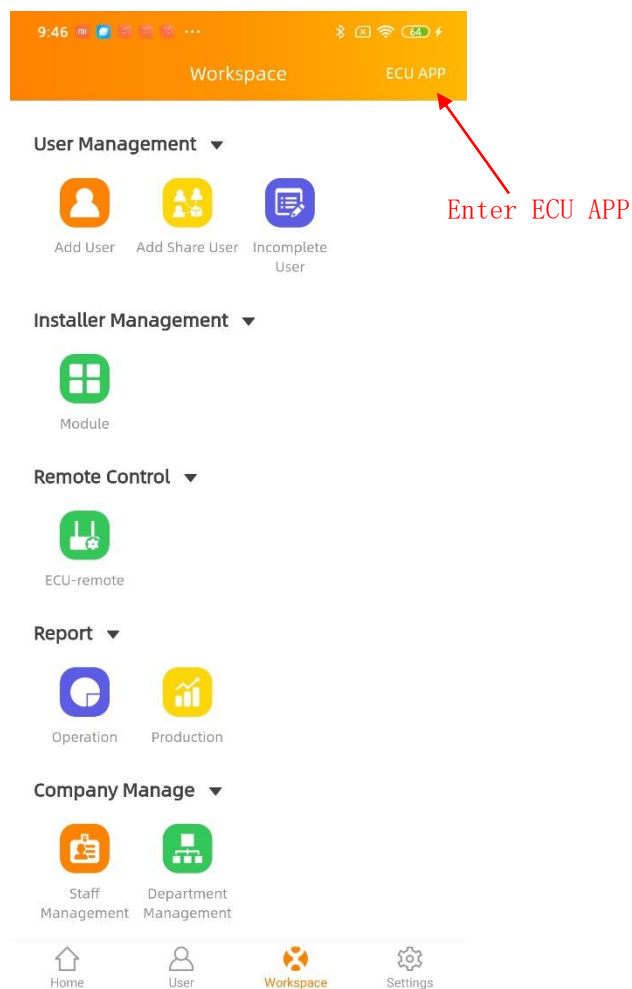 9:46
64
Workspace
ECU APP
Enter ECU APP
User Management
Add User
Add Share User
Incomplete
User
Installer Management
Module
Remote Control
ECU-remote
Report
Operation
Production
Company Manage
Staff
Management
Department
Management
Home
User
Workspace
Settings